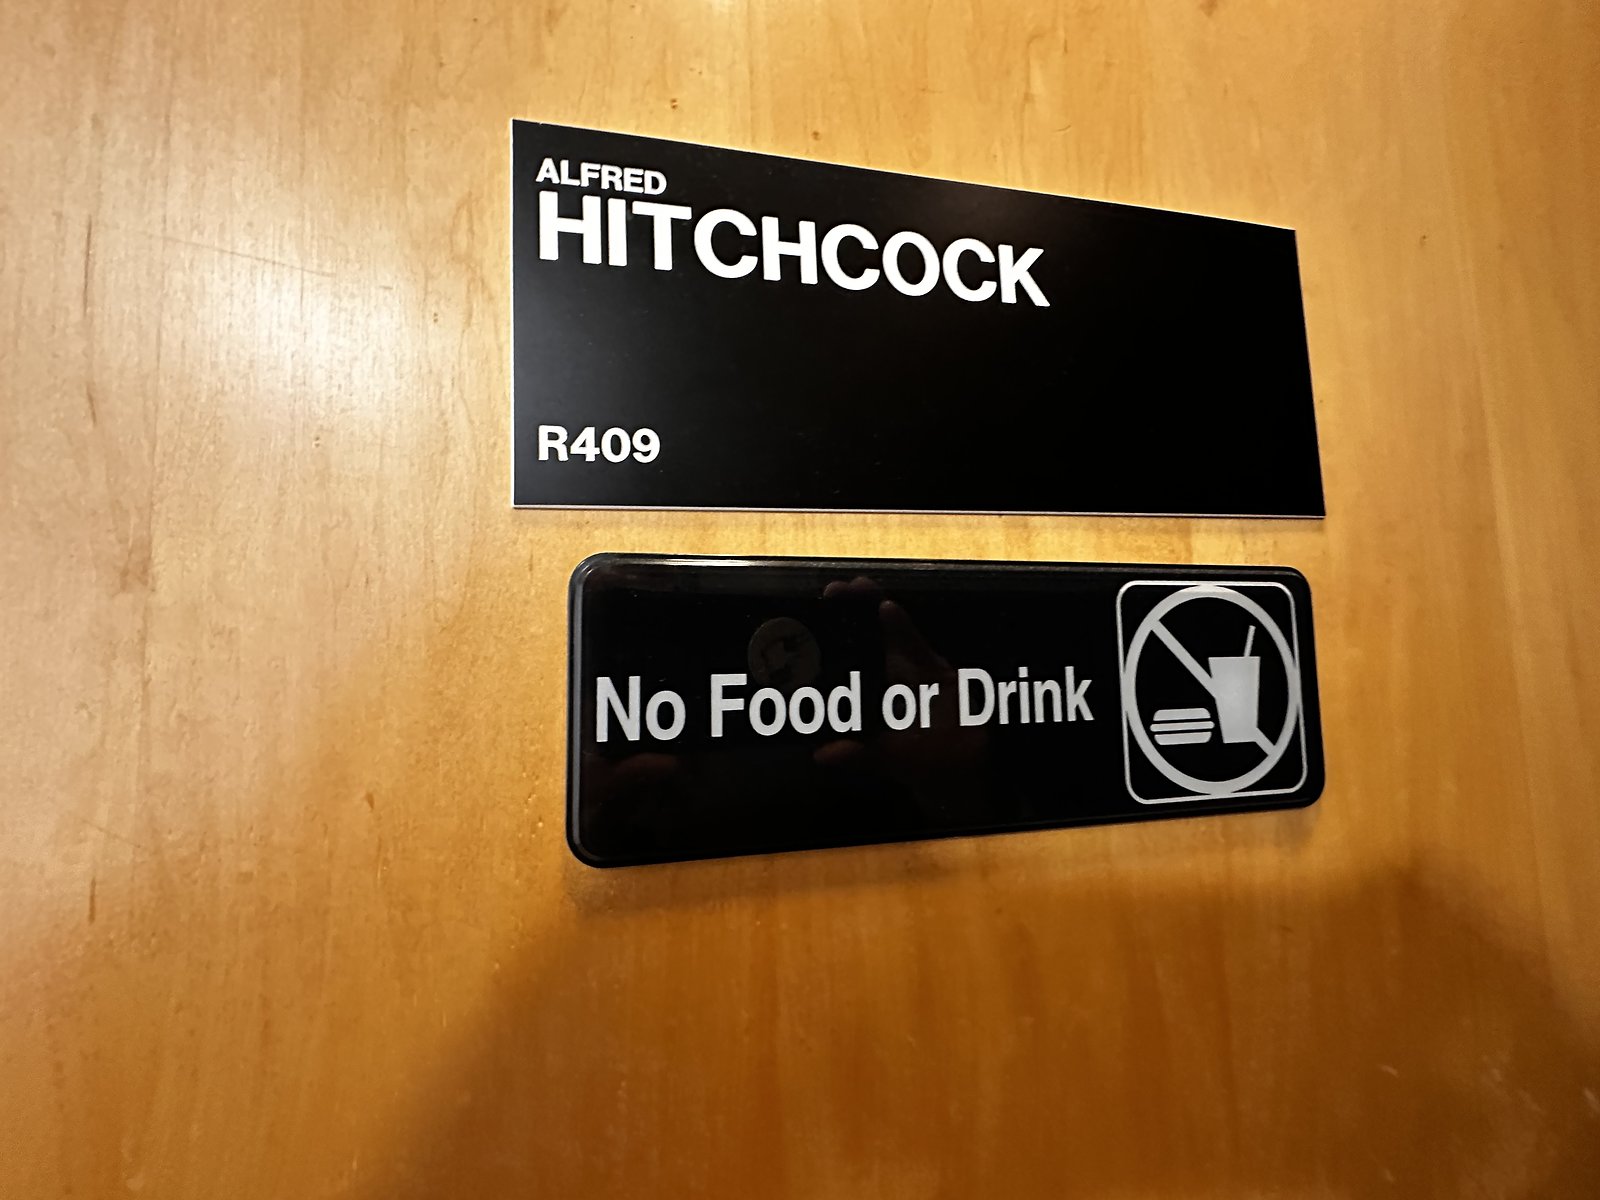 ALFRED
HITCHCOCK
R409
No Food or Drink